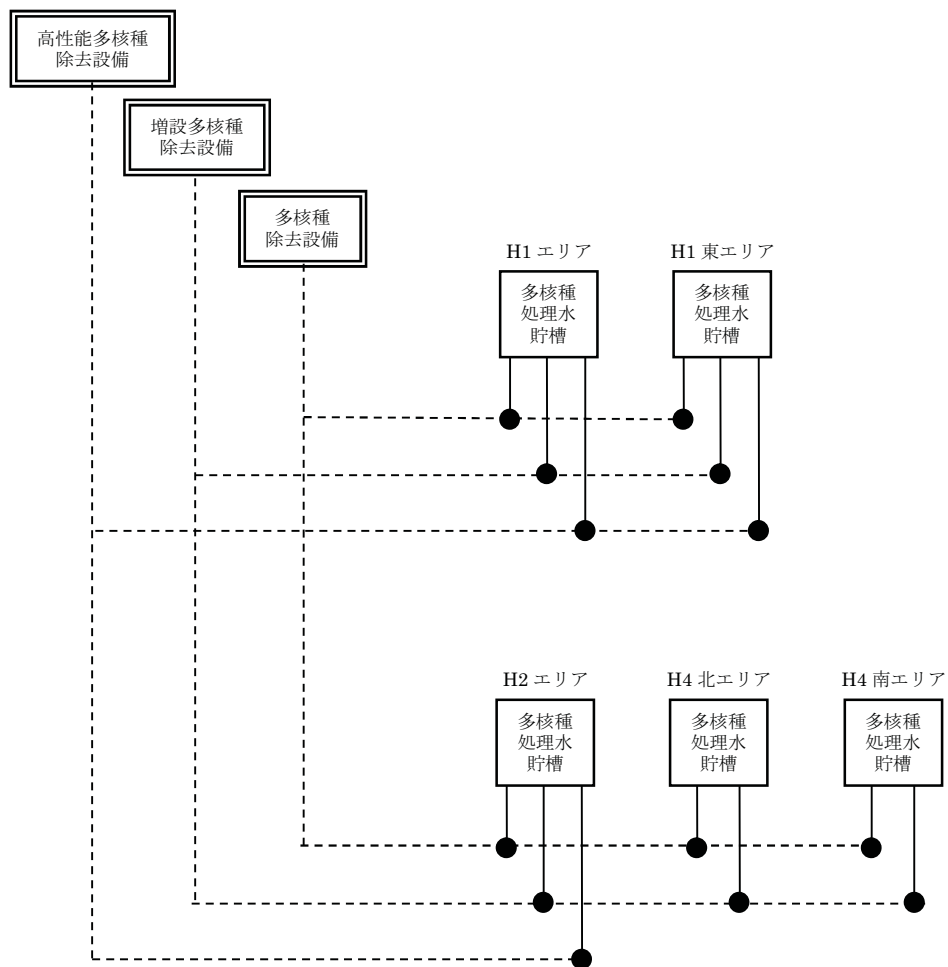 高性能多核種
除去設備
増設多核種
除去設備
多核種
除去設備
H1 エリア
多核種
処理水
貯槽
H1 東エリア
多核種
処理水
貯槽
H2 エリア
多核種
処理水
貯槽
H4 北エリア
多核種
処理水
貯槽
H4 南エリア
多核種
処理水
貯槽